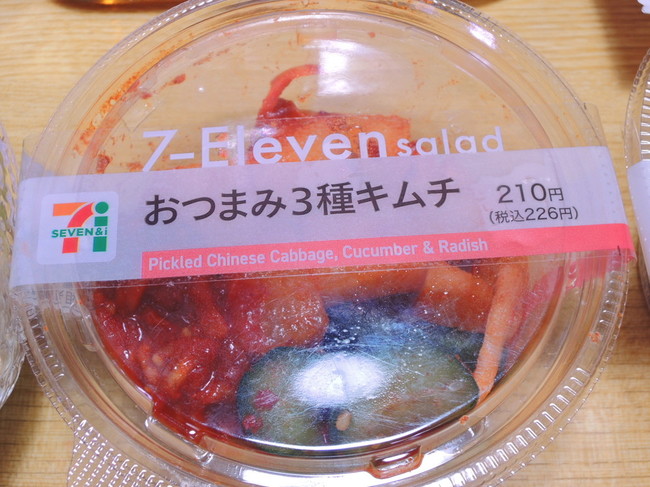 7-Eleven salad
7i
SEVEN&i
おつまみ3種キムチ
210円
(税込226円)
Pickled Chinese Cabbage, Cucumber & Radish